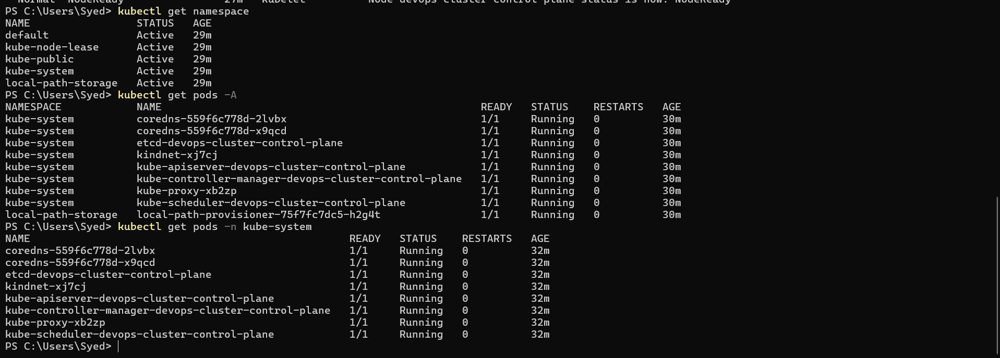 Normal NodeReady 27m kubelet Node devops-cluster-control-plane status is now: NodeReady
PS C:\Users\Syed> kubectl get namespace
NAME STATUS AGE
default Active 29m
kube-node-lease Active 29m
kube-public Active 29m
kube-system Active 29m
local-path-storage Active 29m
PS C:\Users\Syed> kubectl get pods -A
NAMESPACE NAME READY STATUS RESTARTS AGE
kube-system coredns-559f6c778d-2lvbx 1/1 Running 0 30m
kube-system coredns-559f6c778d-x9qcd 1/1 Running 0 30m
kube-system etcd-devops-cluster-control-plane 1/1 Running 0 30m
kube-system kindnet-xj7cj 1/1 Running 0 30m
kube-system kube-apiserver-devops-cluster-control-plane 1/1 Running 0 30m
kube-system kube-controller-manager-devops-cluster-control-plane 1/1 Running 0 30m
kube-system kube-proxy-xb2zp 1/1 Running 0 30m
kube-system kube-scheduler-devops-cluster-control-plane 1/1 Running 0 30m
local-path-storage local-path-provisioner-75f7fc7dc5-h2g4t 1/1 Running 0 30m
PS C:\Users\Syed> kubectl get pods -n kube-system
NAME READY STATUS RESTARTS AGE
coredns-559f6c778d-2lvbx 1/1 Running 0 32m
coredns-559f6c778d-x9qcd 1/1 Running 0 32m
etcd-devops-cluster-control-plane 1/1 Running 0 32m
kindnet-xj7cj 1/1 Running 0 32m
kube-apiserver-devops-cluster-control-plane 1/1 Running 0 32m
kube-controller-manager-devops-cluster-control-plane 1/1 Running 0 32m
kube-proxy-xb2zp 1/1 Running 0 32m
kube-scheduler-devops-cluster-control-plane 1/1 Running 0 32m
PS C:\Users\Syed>